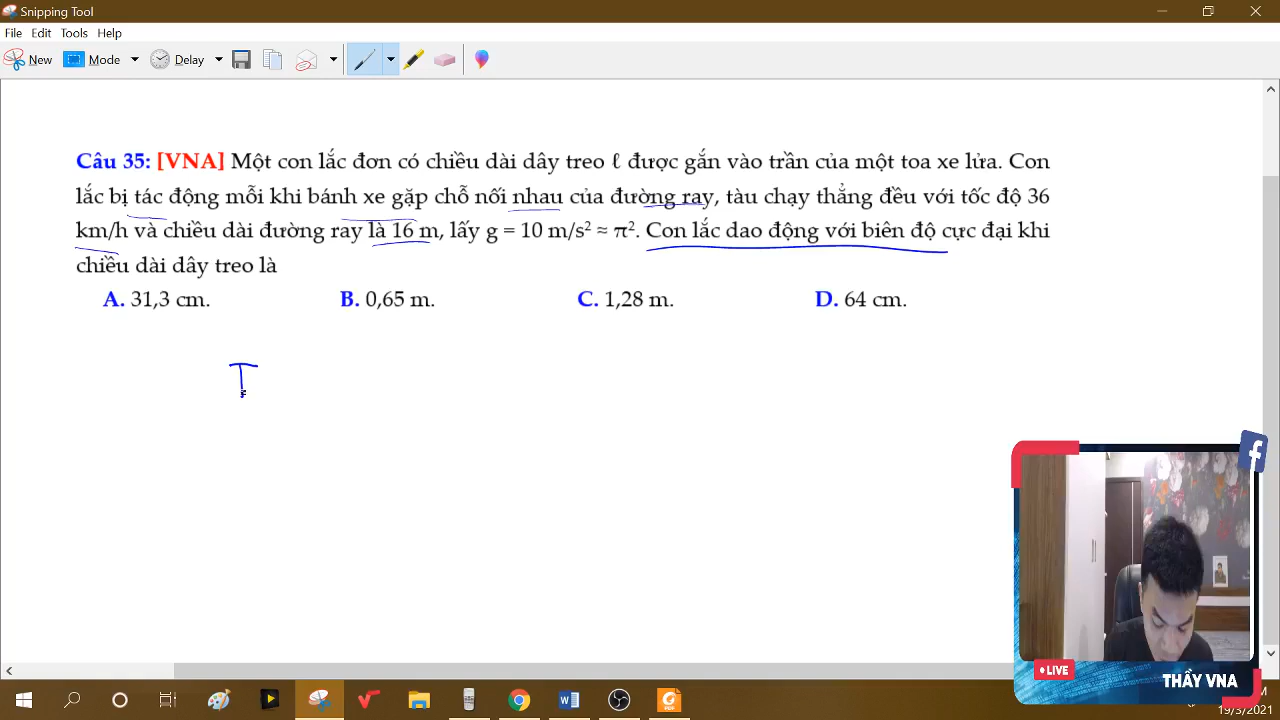 Snipping Tool
File Edit Tools Help
New Mode Delay
Câu 35: [VNA] Một con lắc đơn có chiều dài dây treo ℓ được gắn vào trần của một toa xe lửa. Con
lắc bị tác động mỗi khi bánh xe gặp chỗ nối nhau của đường ray, tàu chạy thẳng đều với tốc độ 36
km/h và chiều dài đường ray là 16 m, lấy g = 10 m/s² ≈ π². Con lắc dao động với biên độ cực đại khi
chiều dài dây treo là
A. 31,3 cm. B. 0,65 m. C. 1,28 m. D. 64 cm.
T
LIVE
THẦY VNA
19/3/2021